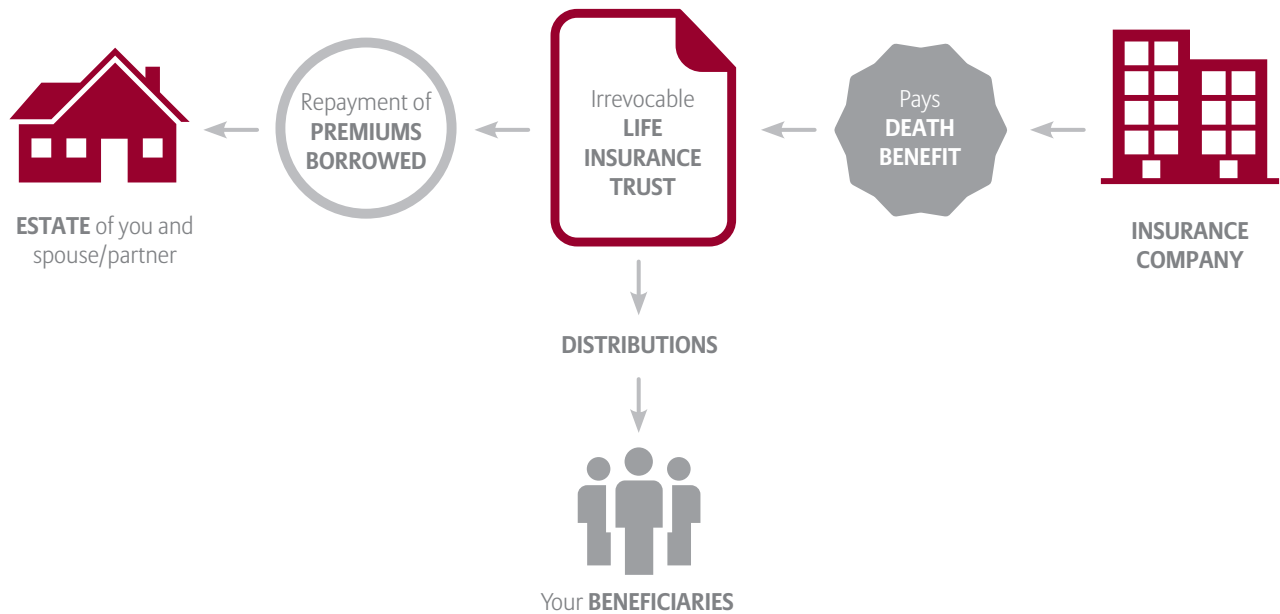 ESTATE of you and
spouse/partner
Repayment of
PREMIUMS
BORROWED
Irrevocable
LIFE
INSURANCE
TRUST
Pays
DEATH
BENEFIT
INSURANCE
COMPANY
DISTRIBUTIONS
Your BENEFICIARIES